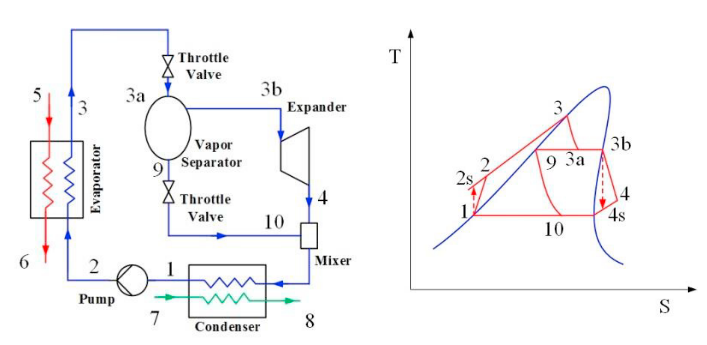 Throttle
Valve
3a
3b
Expander
5
3
Evaporator
Vapor
Separator
9
Throttle
Valve
4
10
Mixer
6
2
1
Pump
7
8
Condenser
T
3
3b
9
3a
2
2s
4
4s
1
10
S